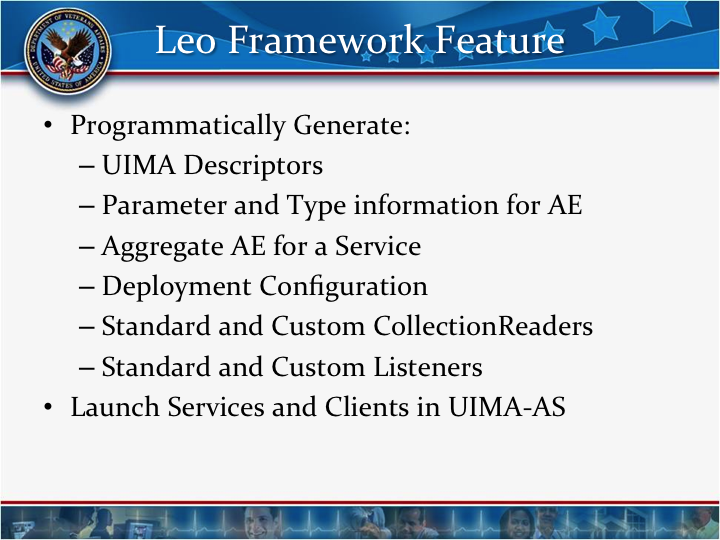 Leo Framework Feature
• Programmatically Generate:
– UIMA Descriptors
– Parameter and Type information for AE
– Aggregate AE for a Service
– Deployment Configuration
– Standard and Custom CollectionReaders
– Standard and Custom Listeners
• Launch Services and Clients in UIMA-AS
DEPARTMENT OF VETERANS AFFAIRS
UNITED STATES OF AMERICA